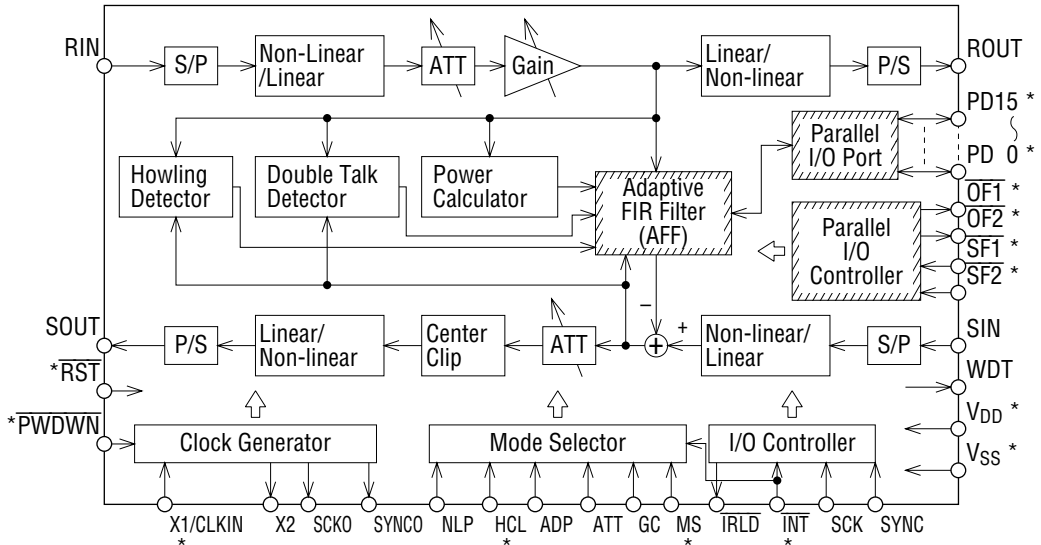 RIN
S/P
Non-Linear
/Linear
ATT
Gain
Linear/
Non-linear
P/S
ROUT
PD15 *
PD 0 *
Parallel
I/O Port
Howling
Detector
Double Talk
Detector
Power
Calculator
Adaptive
FIR Filter
(AFF)
Parallel
I/O
Controller
OF1 *
OF2 *
SF1 *
SF2 *
SOUT
P/S
Linear/
Non-linear
Center
Clip
ATT
−
+
+
Non-linear/
Linear
S/P
SIN
*RST
WDT
*PWDWN
VDD *
VSS *
Clock Generator
Mode Selector
I/O Controller
X1/CLKIN
*
X2
SCKO
SYNCO
NLP
HCL
*
ADP
ATT
GC
MS
*
IRLD
INT
*
SCK
SYNC